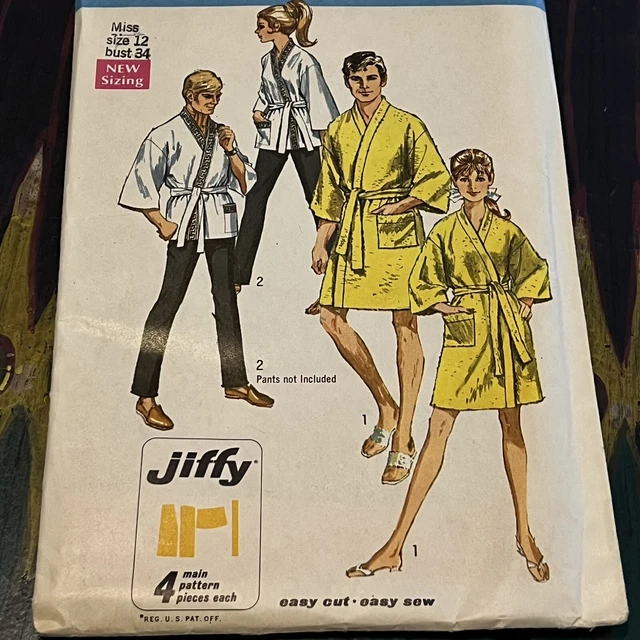 Miss
size 12
bust 34
NEW
Sizing
2
2
Pants not Included
1
1
jiffy®
4 main
pattern
pieces each
*REG. U.S. PAT. OFF.
easy cut • easy sew